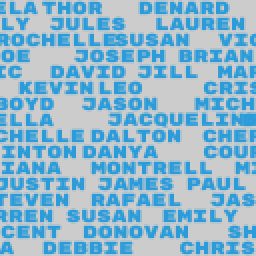 ELA THOR DENARD
LY JULES LAUREN
ROCHELLE SUSAN VIC
OE JOSEPH BRIAN
IC DAVID JILL MAR
KEVIN LEO CRIS
BOYD JASON MICH
ELLA JACQUELIN
CHELLE DALTON CHER
INTON DANYA COUR
IANA MONTRELL MI
JUSTIN JAMES PAUL
TEVEN RAFAEL JAS
RREN SUSAN EMILY
CENT DONOVAN SH
A DEBBIE CHRIS